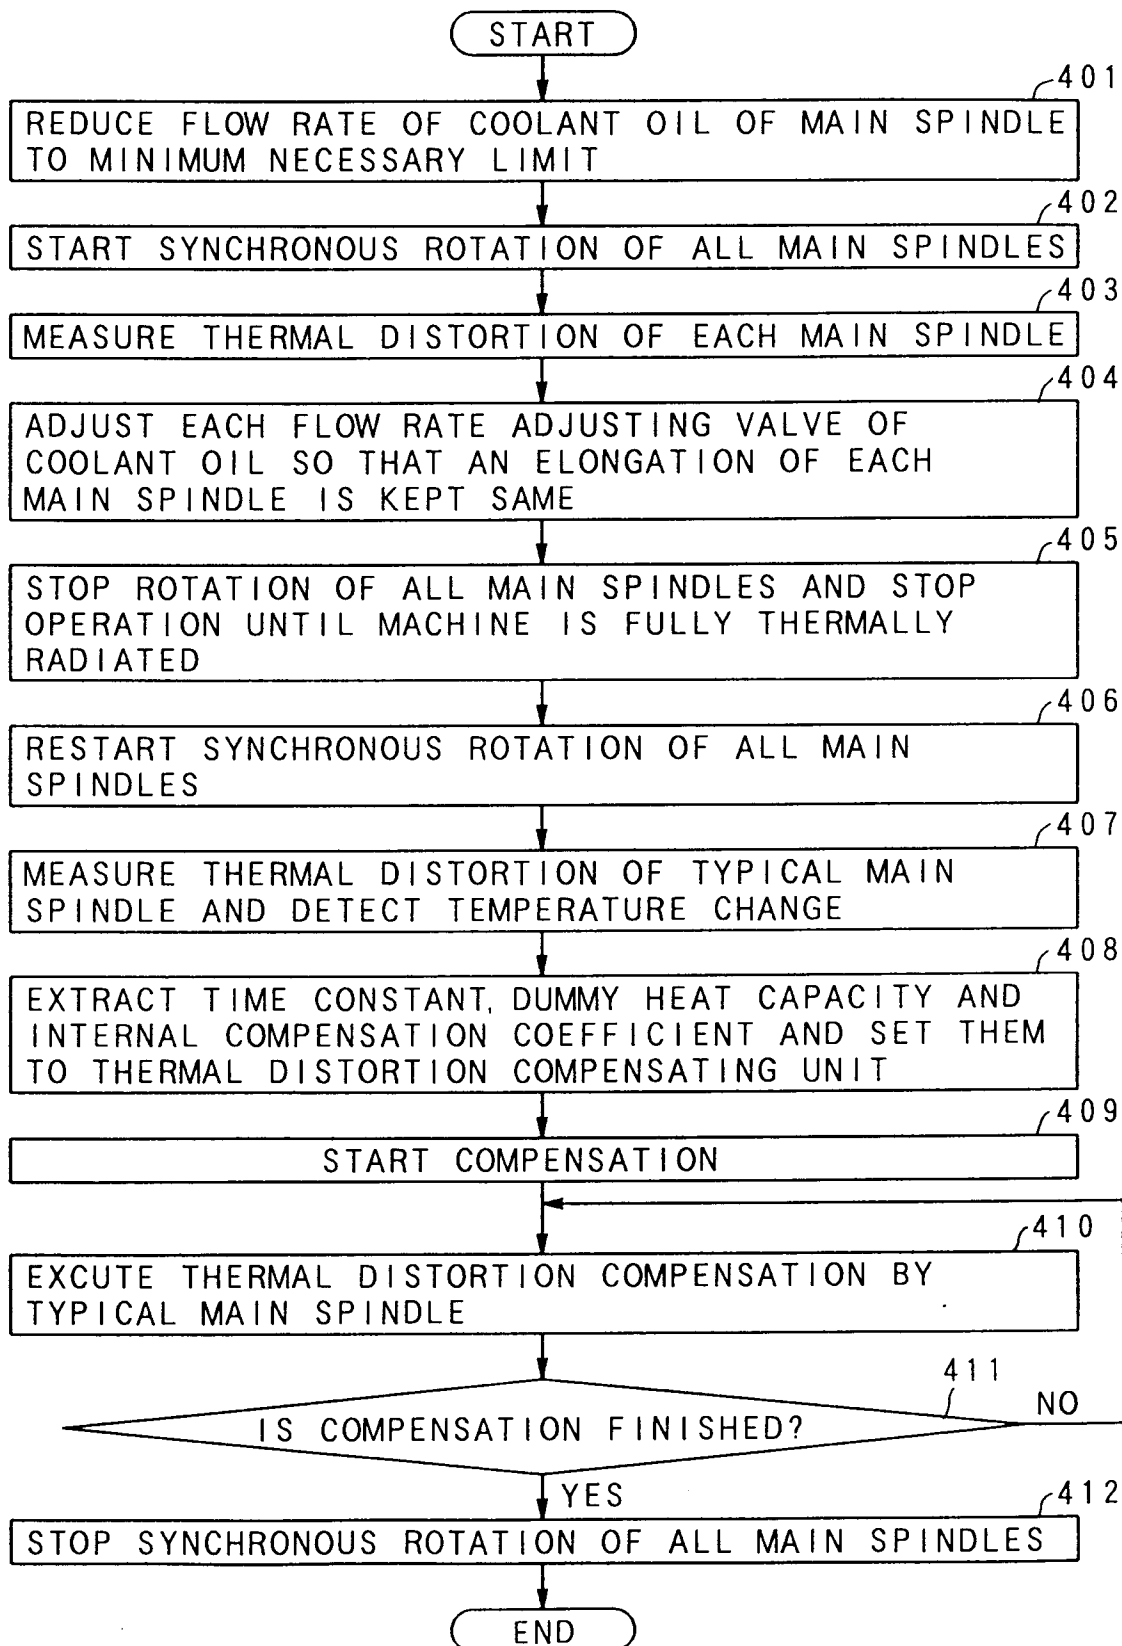 START
401
REDUCE FLOW RATE OF COOLANT OIL OF MAIN SPINDLE
TO MINIMUM NECESSARY LIMIT
402
START SYNCHRONOUS ROTATION OF ALL MAIN SPINDLES
403
MEASURE THERMAL DISTORTION OF EACH MAIN SPINDLE
404
ADJUST EACH FLOW RATE ADJUSTING VALVE OF
COOLANT OIL SO THAT AN ELONGATION OF EACH
MAIN SPINDLE IS KEPT SAME
405
STOP ROTATION OF ALL MAIN SPINDLES AND STOP
OPERATION UNTIL MACHINE IS FULLY THERMALLY
RADIATED
406
RESTART SYNCHRONOUS ROTATION OF ALL MAIN
SPINDLES
407
MEASURE THERMAL DISTORTION OF TYPICAL MAIN
SPINDLE AND DETECT TEMPERATURE CHANGE
408
EXTRACT TIME CONSTANT, DUMMY HEAT CAPACITY AND
INTERNAL COMPENSATION COEFFICIENT AND SET THEM
TO THERMAL DISTORTION COMPENSATING UNIT
409
START COMPENSATION
410
EXCUTE THERMAL DISTORTION COMPENSATION BY
TYPICAL MAIN SPINDLE
411
NO
IS COMPENSATION FINISHED?
YES
412
STOP SYNCHRONOUS ROTATION OF ALL MAIN SPINDLES
END